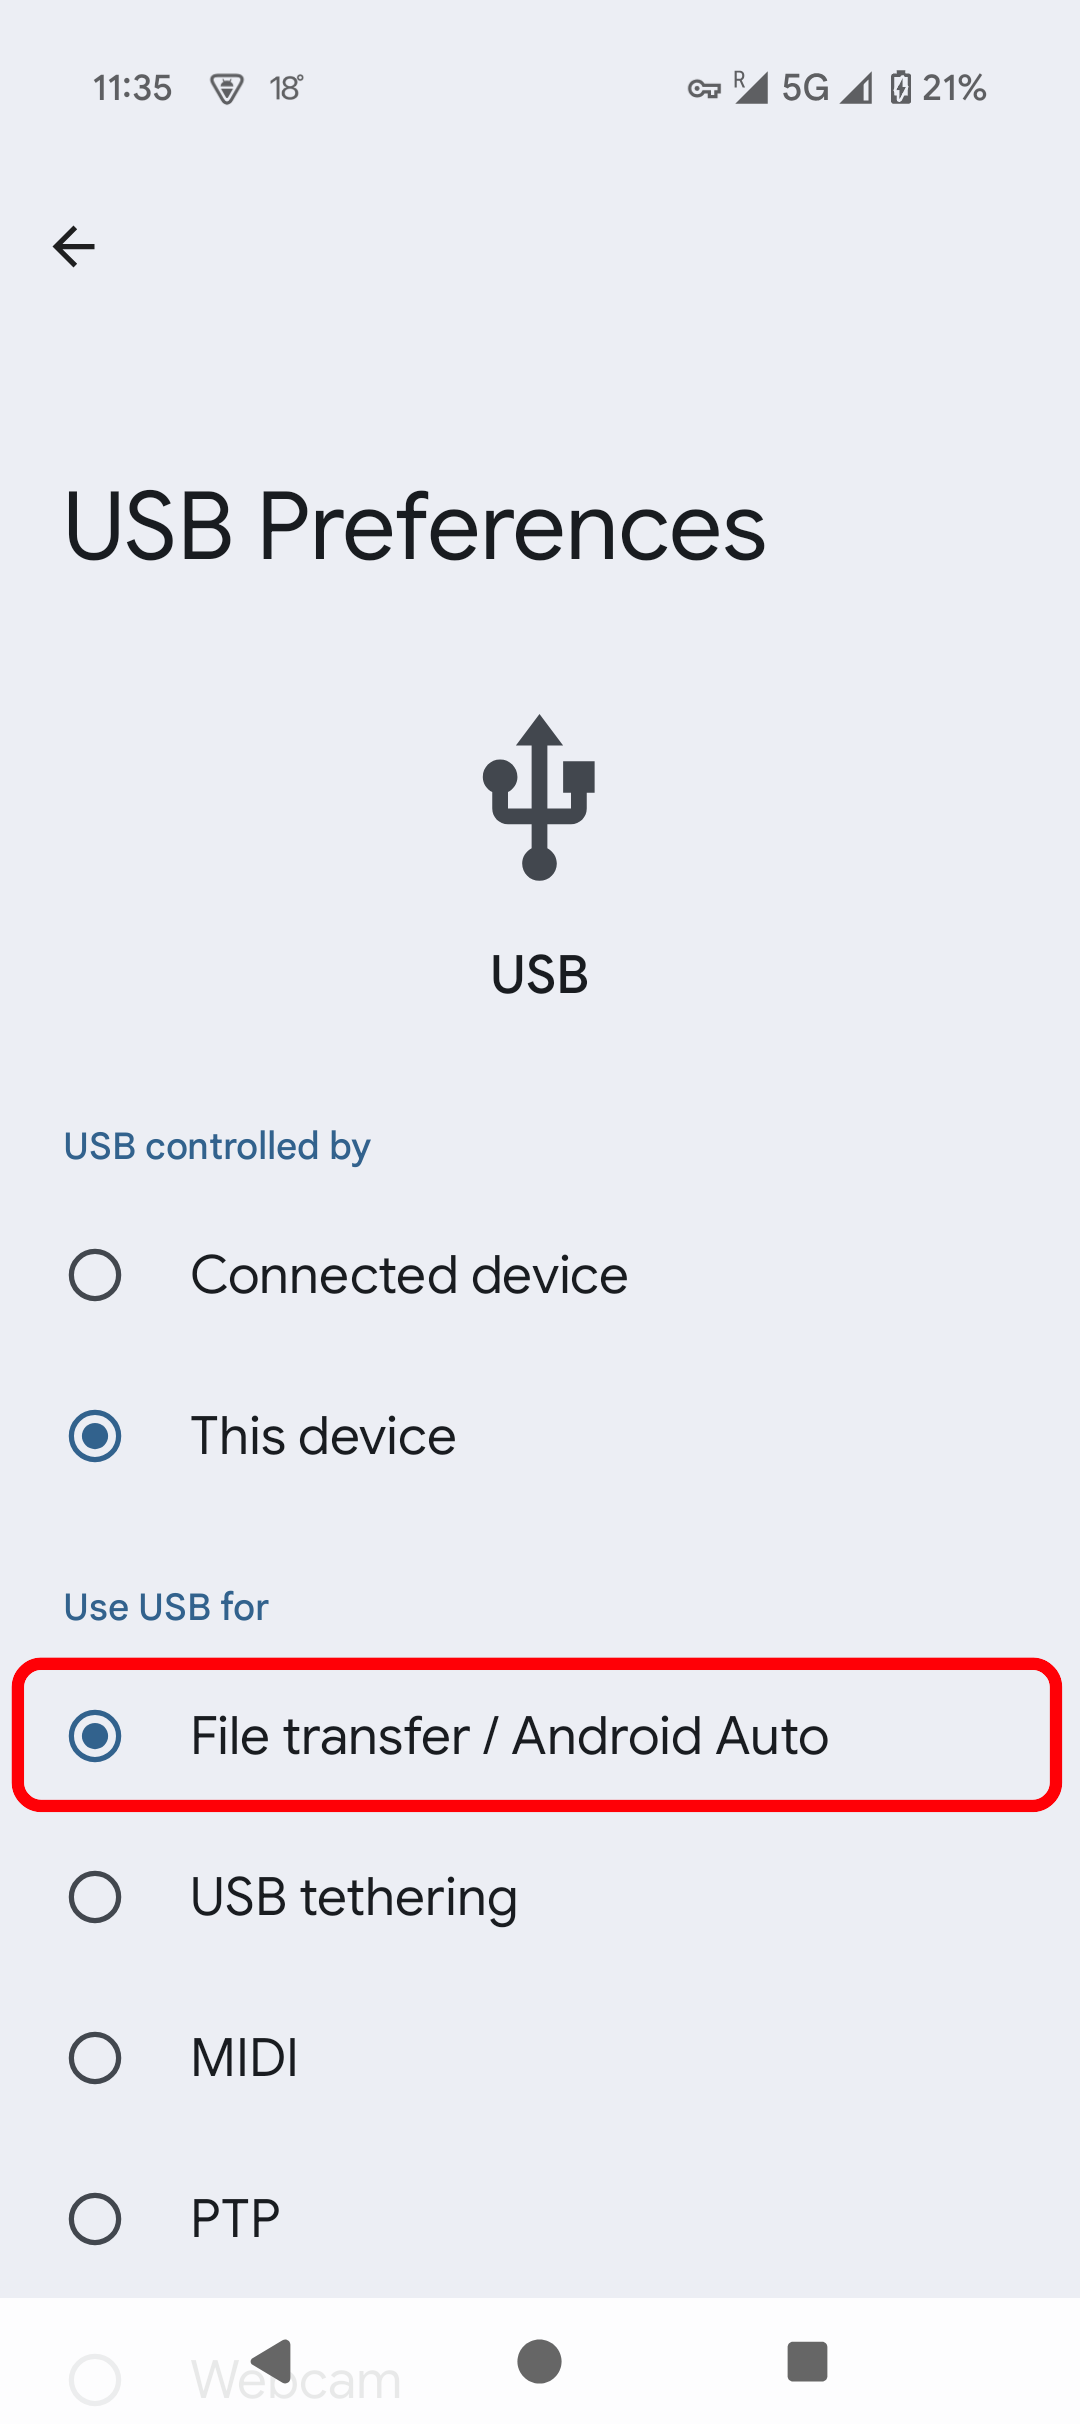 11:35 18° R 5G 21%
USB Preferences
USB
USB controlled by
Connected device
This device
Use USB for
File transfer / Android Auto
USB tethering
MIDI
PTP
Webcam